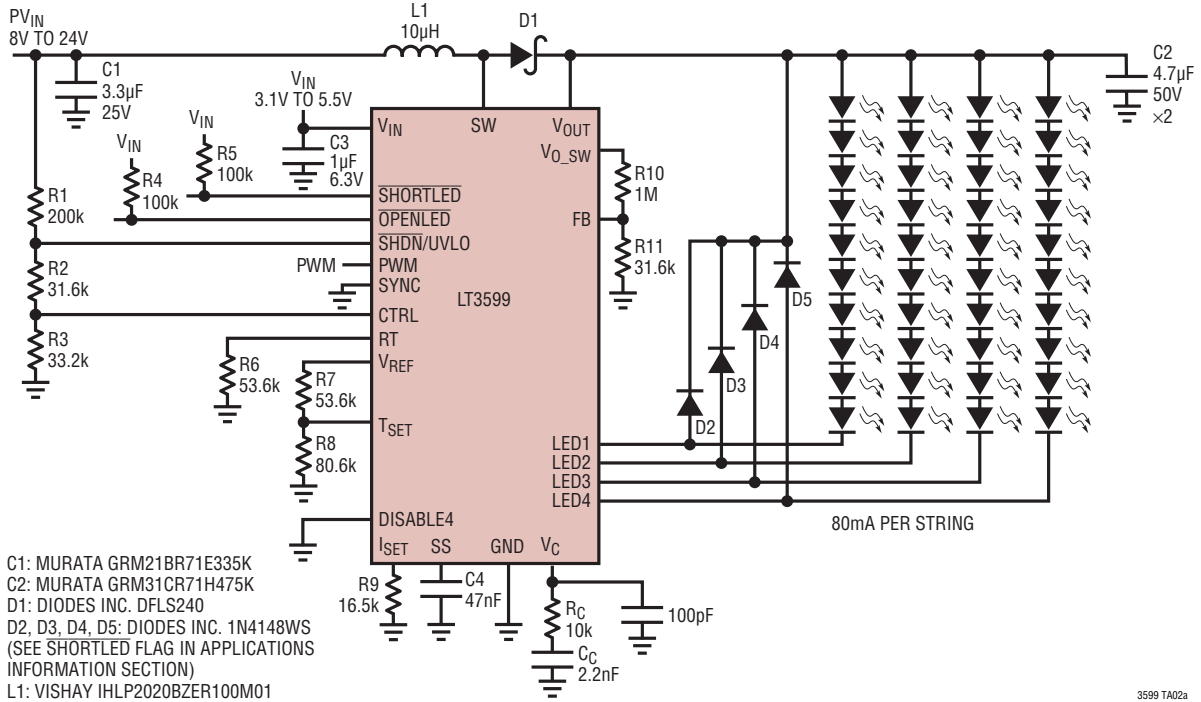 PVIN
8V TO 24V
L1
10µH
D1
C2
4.7µF
50V
×2
C1
3.3µF
25V
VIN
3.1V TO 5.5V
VIN
VIN
R5
100k
R4
100k
C3
1µF
6.3V
R1
200k
R2
31.6k
R3
33.2k
VIN
SW
VOUT
VO_SW
SHORTLED
OPENLED
FB
SHDN/UVLO
PWM
PWM
SYNC
LT3599
CTRL
RT
VREF
TSET
R10
1M
R11
31.6k
R6
53.6k
R7
53.6k
R8
80.6k
D5
D4
D3
D2
LED1
LED2
LED3
LED4
80mA PER STRING
DISABLE4
ISET
SS
GND
VC
R9
16.5k
C4
47nF
RC
10k
CC
2.2nF
100pF
C1: MURATA GRM21BR71E335K
C2: MURATA GRM31CR71H475K
D1: DIODES INC. DFLS240
D2, D3, D4, D5: DIODES INC. 1N4148WS
(SEE SHORTLED FLAG IN APPLICATIONS
INFORMATION SECTION)
L1: VISHAY IHLP2020BZER100M01
3599 TA02a